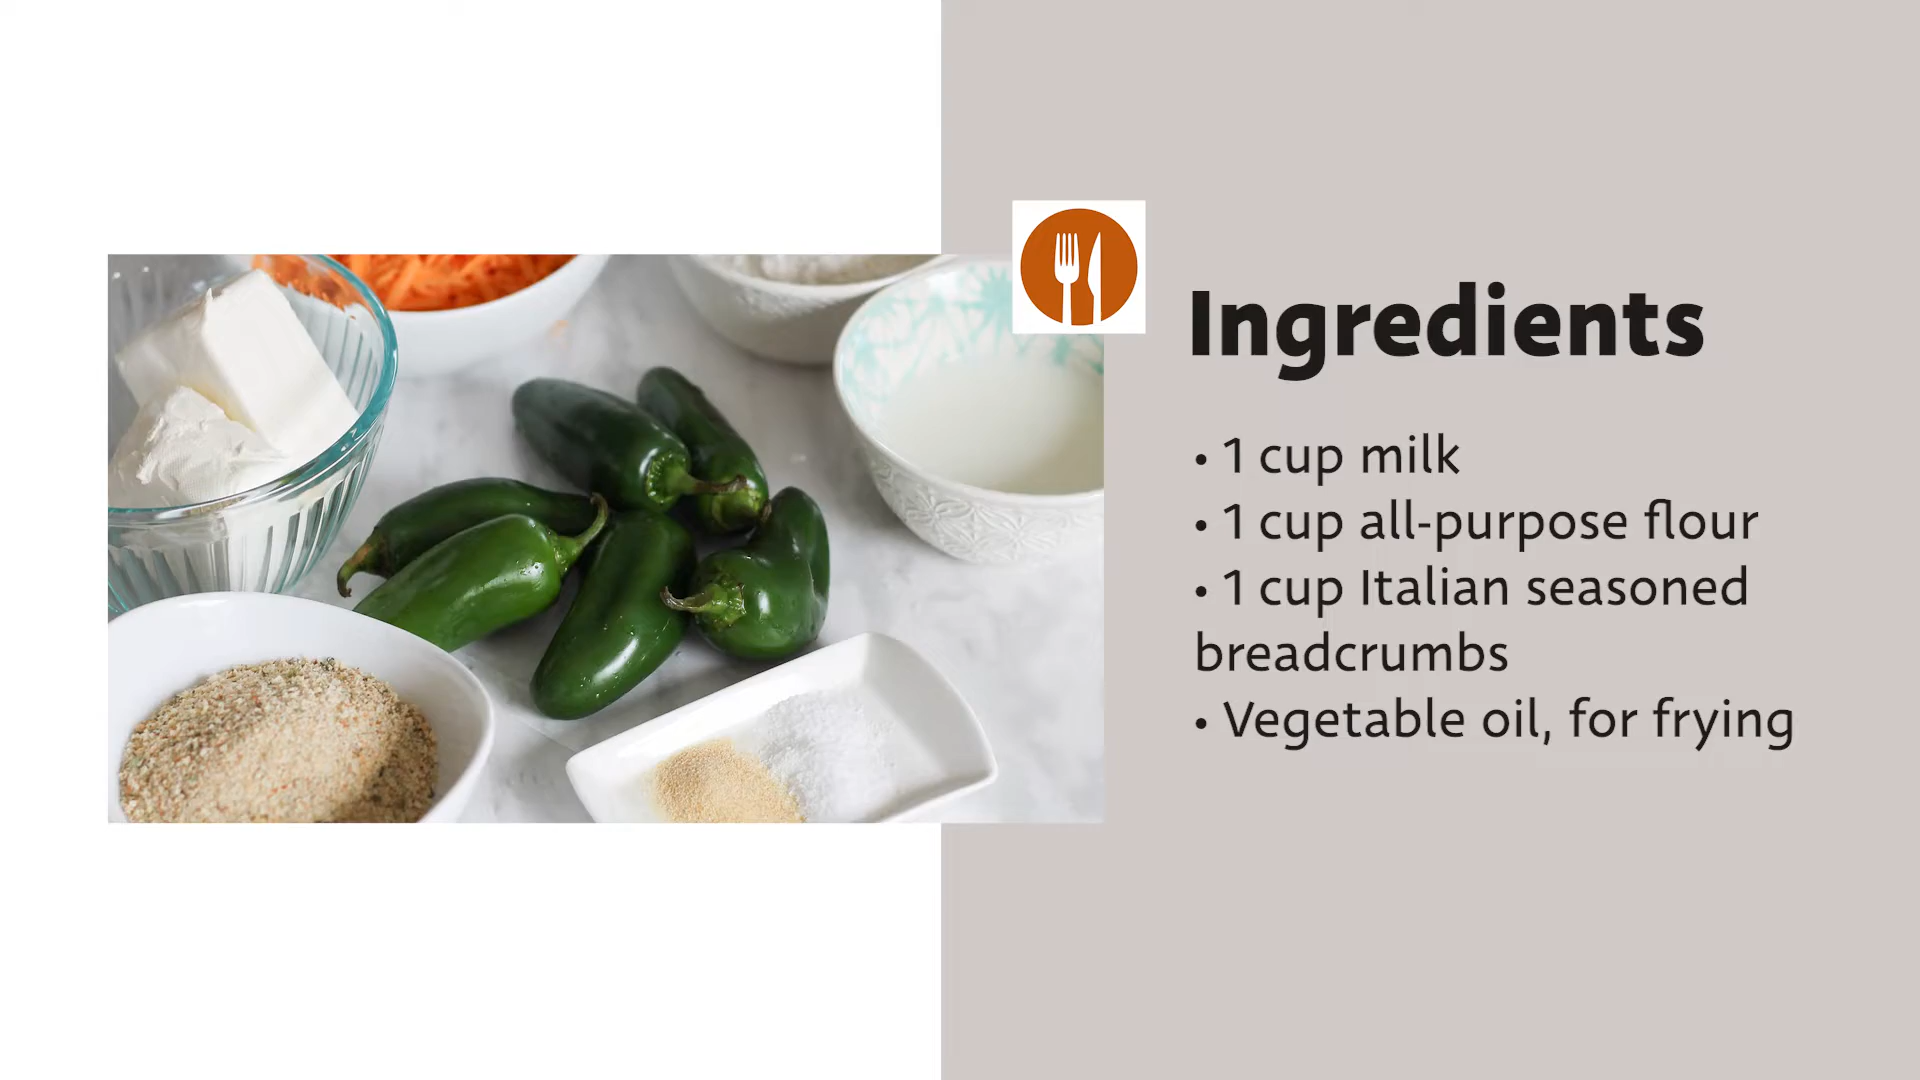 Ingredients
• 1 cup milk
• 1 cup all-purpose flour
• 1 cup Italian seasoned
breadcrumbs
• Vegetable oil, for frying